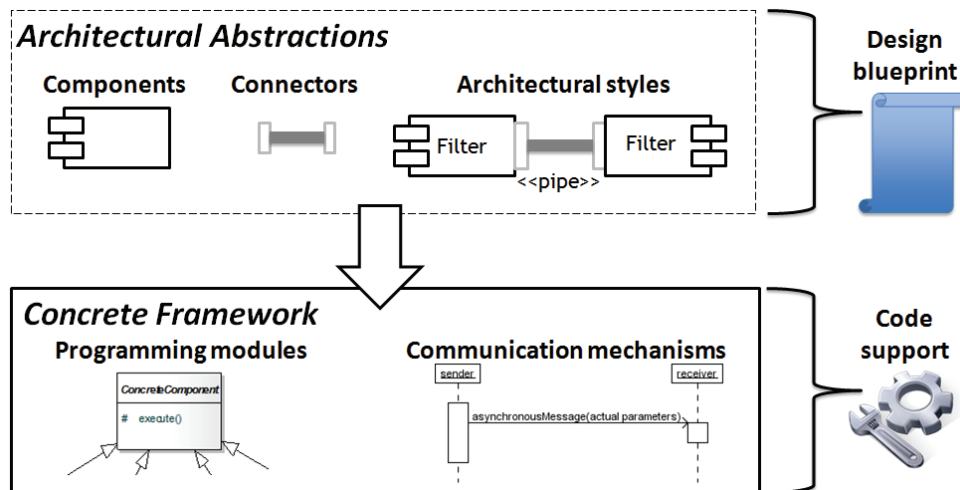 Architectural Abstractions
Components
Connectors
Architectural styles
Filter
Filter
<<pipe>>
Design
blueprint
Concrete Framework
Programming modules
Communication mechanisms
ConcreteComponent
# execute()
sender
receiver
asynchronousMessage(actual parameters)
Code
support